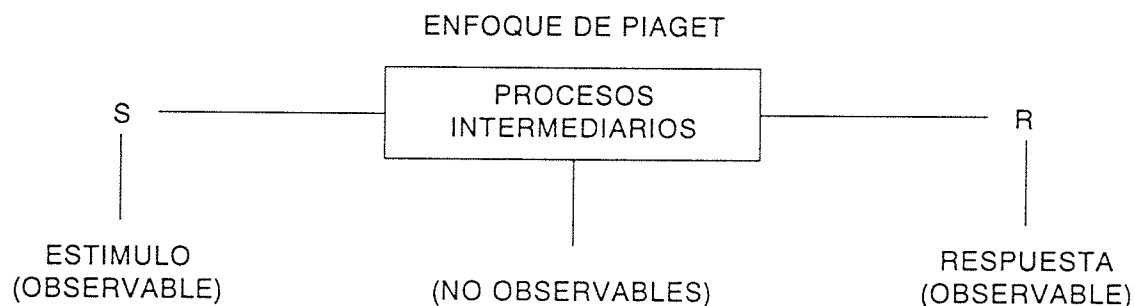 ENFOQUE DE PIAGET
PROCESOS
INTERMEDIARIOS
S
R
ESTIMULO
(OBSERVABLE)
(NO OBSERVABLES)
RESPUESTA
(OBSERVABLE)